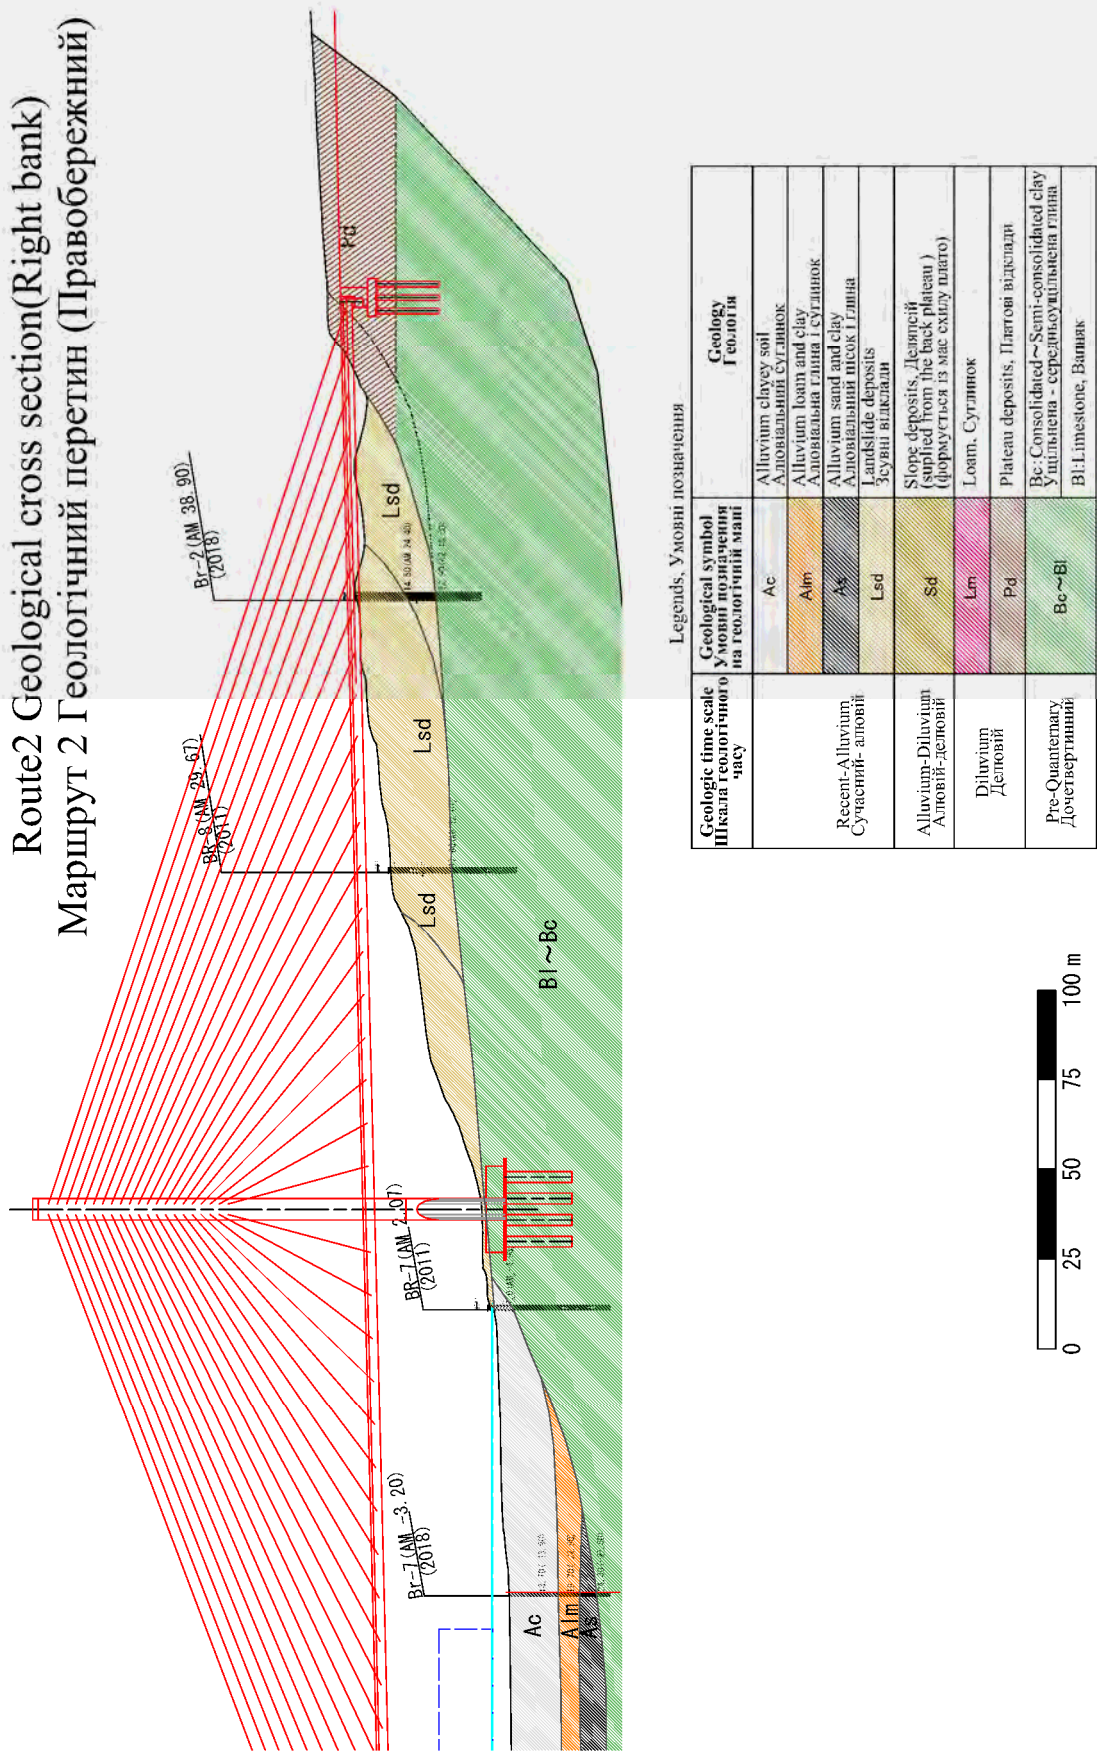 Route2 Geological cross section(Right bank)
Маршрут 2 Геологічний перетин (Правобережний)
Br-7(AM -3.20)
(2018)
BR-7(AM 2.07)
(2011)
BR-8(AM 29.67)
(2011)
Br-2(AM 38.90)
(2018)
Ac
Alm
As
Lsd
Lsd
Lsd
Pd
Bl~Bc
0
25
50
75
100 m
Legends, Умовні позначення
Geologic time scale
Шкала геологічного
часу
Geological symbol
Умовні позначення
на геологічній мапі
Geology
Геологія
Recent-Alluvium
Сучасний- алювій
Ac
Alluvium clayey soil
Алювіальний суглинок
Alm
Alluvium loam and clay
Алювіальна глина і суглинок
As
Alluvium sand and clay
Алювіальний пісок і глина
Lsd
Landslide deposits
Зсувні відклади
Alluvium-Diluvium
Алювій-делювій
Sd
Slope deposits, Делятсій
(suplied from the back plateau )
(формується із мас схилу плато)
Diluvium
Делювій
Lm
Loam, Суглинок
Pd
Plateau deposits, Платові відклади
Pre-Quanternary
Дочетвертинний
Bc~Bl
Bc:Consolidated~Semi-consolidated clay
Ущільнена - середньоущільнена глина
Bl:Limestone, Вапняк